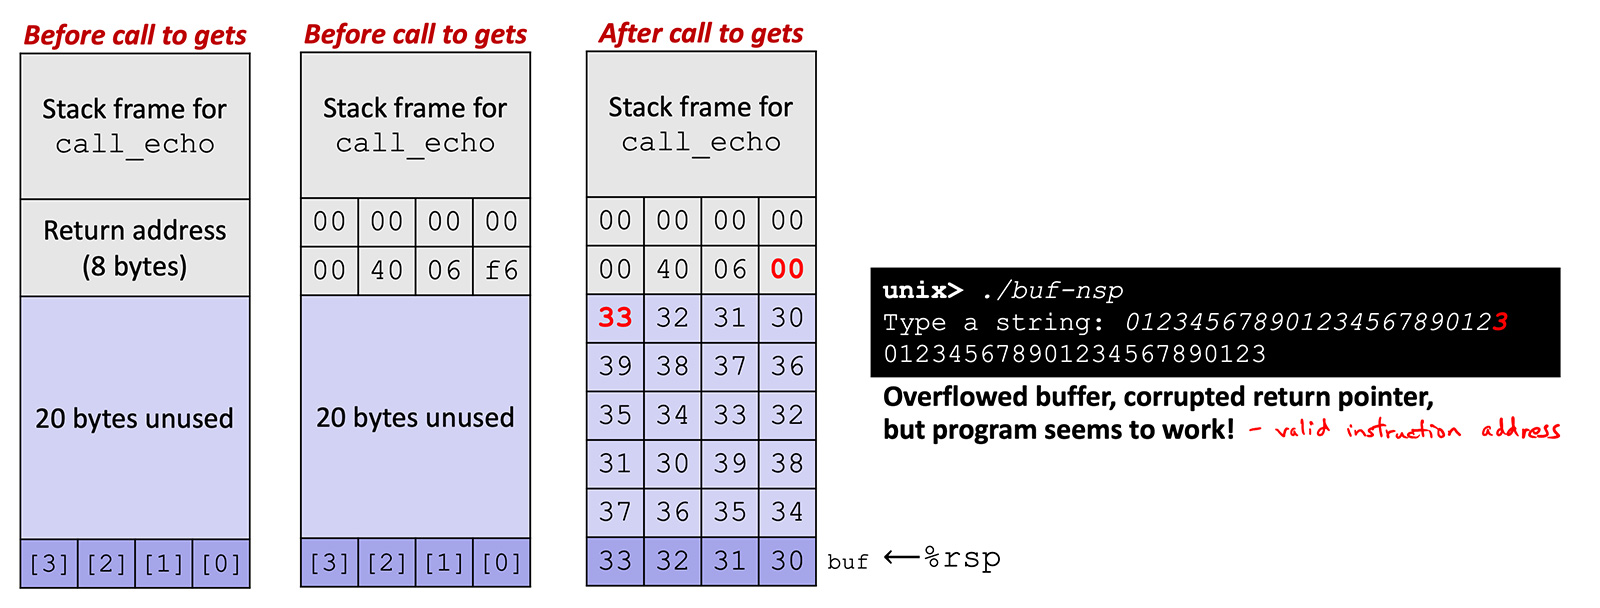 Before call to gets
Stack frame for
call_echo
Return address
(8 bytes)
20 bytes unused
[3] [2] [1] [0]
Before call to gets
Stack frame for
call_echo
00 00 00 00
00 40 06 f6
20 bytes unused
[3] [2] [1] [0]
After call to gets
Stack frame for
call_echo
00 00 00 00
00 40 06 00
33 32 31 30
39 38 37 36
35 34 33 32
31 30 39 38
37 36 35 34
33 32 31 30
buf ⟵%rsp
unix> ./buf-nsp
Type a string: 012345678901234567890123
012345678901234567890123
Overflowed buffer, corrupted return pointer,
but program seems to work! - valid instruction address